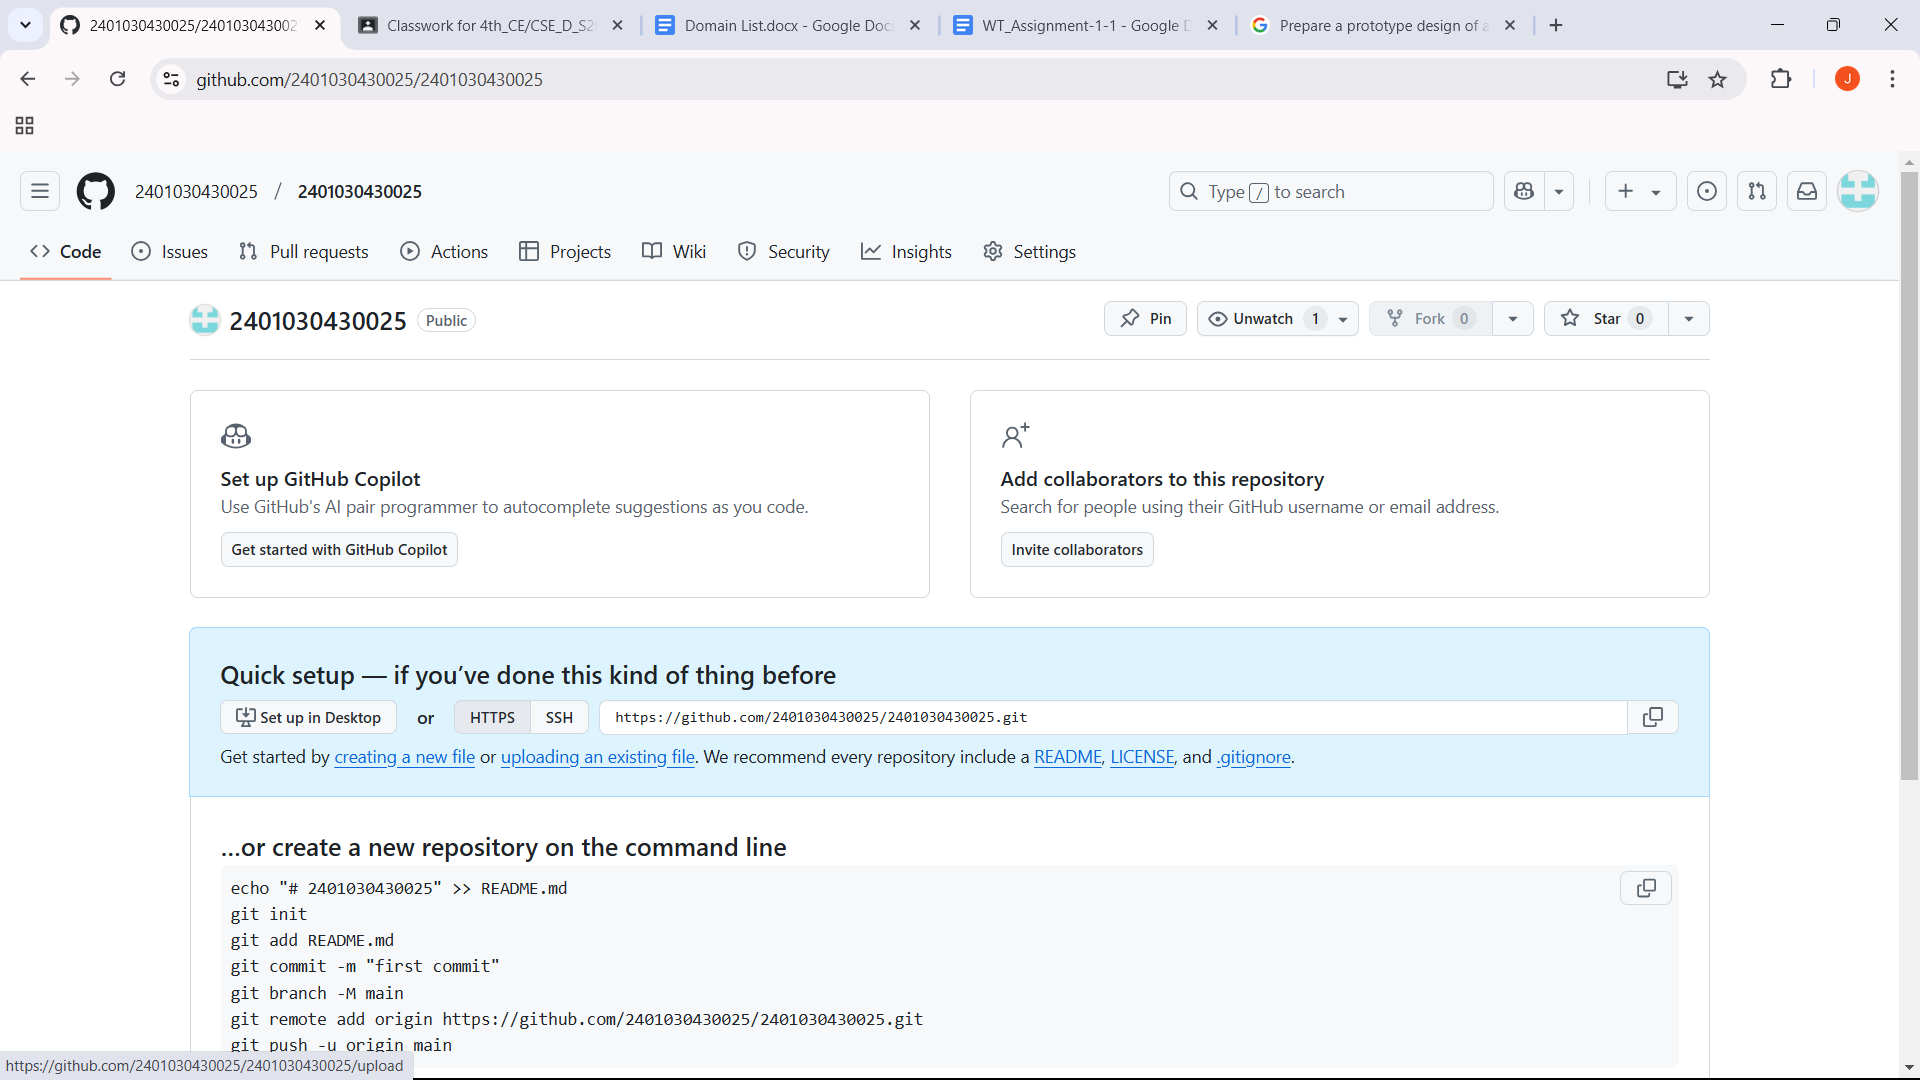 2401030430025/2401030430025
Classwork for 4th_CE/CSE_D_S2
Domain List.docx - Google Doc
WT_Assignment-1-1 - Google D
Prepare a prototype design of a
github.com/2401030430025/2401030430025
J
2401030430025 / 2401030430025
Type / to search
Code
Issues
Pull requests
Actions
Projects
Wiki
Security
Insights
Settings
2401030430025 Public
Pin
Unwatch 1
Fork 0
Star 0
Set up GitHub Copilot
Use GitHub's AI pair programmer to autocomplete suggestions as you code.
Get started with GitHub Copilot
Add collaborators to this repository
Search for people using their GitHub username or email address.
Invite collaborators
Quick setup — if you’ve done this kind of thing before
Set up in Desktop or HTTPS SSH https://github.com/2401030430025/2401030430025.git
Get started by creating a new file or uploading an existing file. We recommend every repository include a README, LICENSE, and .gitignore.
…or create a new repository on the command line
echo "# 2401030430025" >> README.md
git init
git add README.md
git commit -m "first commit"
git branch -M main
git remote add origin https://github.com/2401030430025/2401030430025.git
git push -u origin main
https://github.com/2401030430025/2401030430025/upload